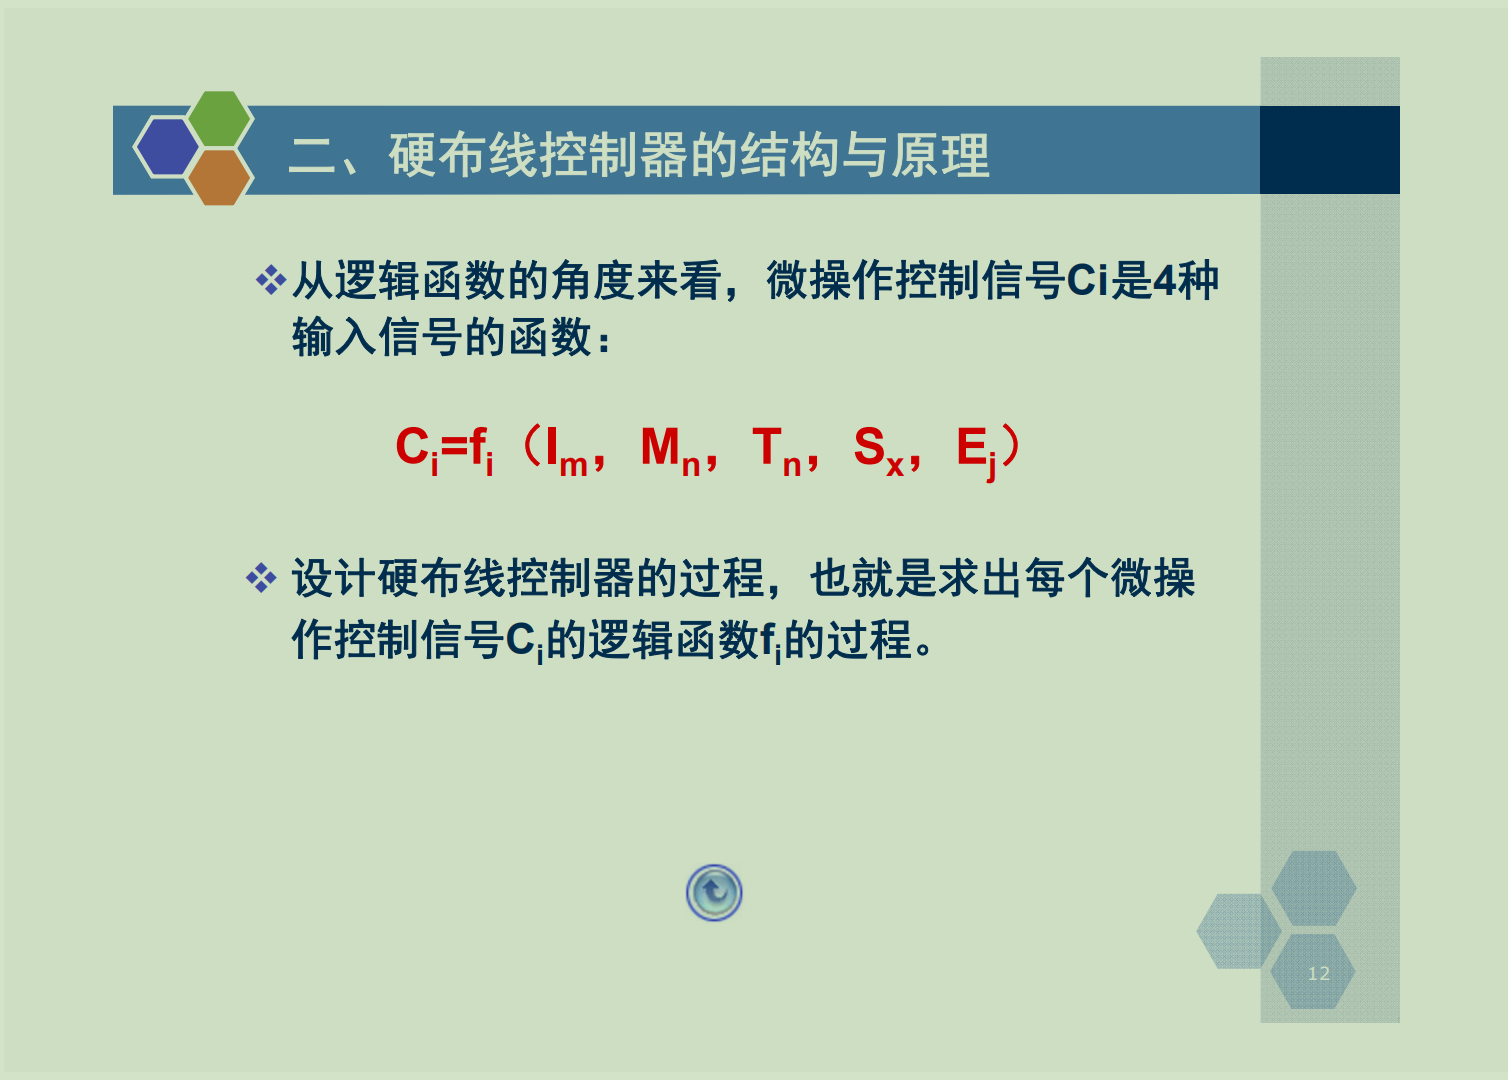 二、硬布线控制器的结构与原理
❖从逻辑函数的角度来看，微操作控制信号Ci是4种
输入信号的函数：
Cᵢ=fᵢ（Iₘ，Mₙ，Tₙ，Sₓ，Eⱼ）
❖ 设计硬布线控制器的过程，也就是求出每个微操
作控制信号Cᵢ的逻辑函数fᵢ的过程。
12